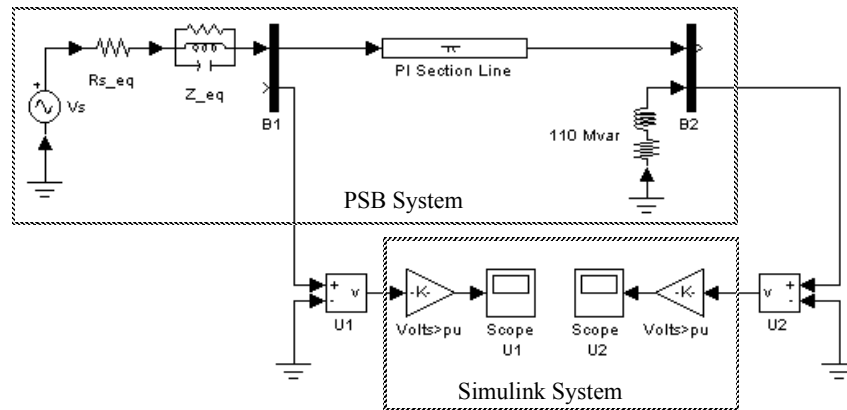 Vs
+
Rs_eq
Z_eq
B1
PI Section Line
B2
110 Mvar
PSB System
+
-
v
U1
-K-
Volts>pu
Scope
U1
Scope
U2
-K-
Volts>pu
v
+
-
U2
Simulink System